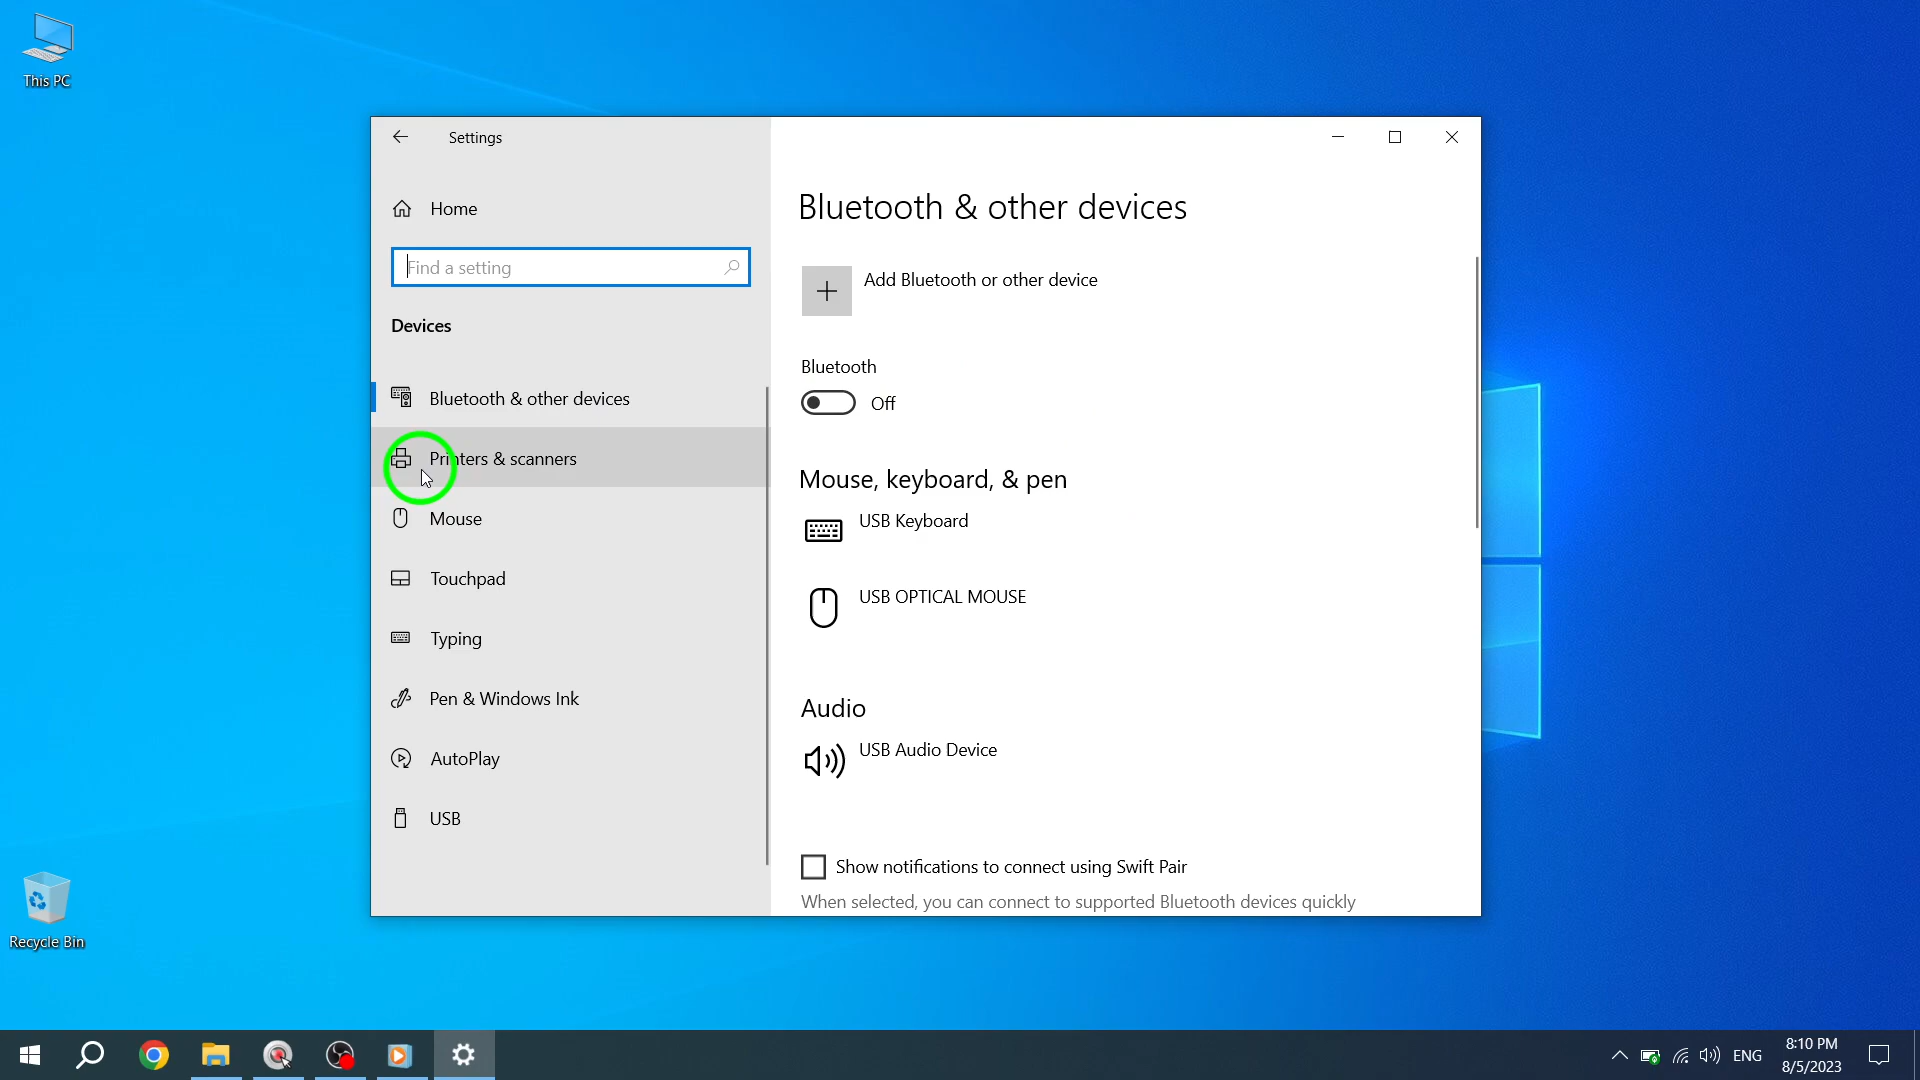 This PC
Settings
Home
Find a setting
Devices
Bluetooth & other devices
Printers & scanners
Mouse
Touchpad
Typing
Pen & Windows Ink
AutoPlay
USB
Bluetooth & other devices
Add Bluetooth or other device
Bluetooth
Off
Mouse, keyboard, & pen
USB Keyboard
USB OPTICAL MOUSE
Audio
USB Audio Device
Show notifications to connect using Swift Pair
When selected, you can connect to supported Bluetooth devices quickly
Recycle Bin
ENG
8:10 PM
8/5/2023